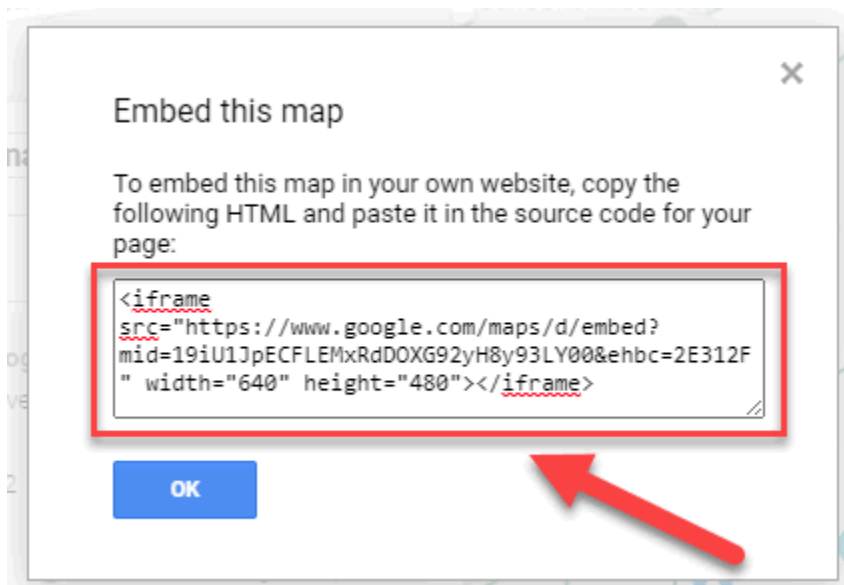 Embed this map
To embed this map in your own website, copy the
following HTML and paste it in the source code for your
page:
<iframe
src="https://www.google.com/maps/d/embed?
mid=19iU1JpECFLEMxRdDOXG92yH8y93LY00&ehbc=2E312F
" width="640" height="480"></iframe>
OK